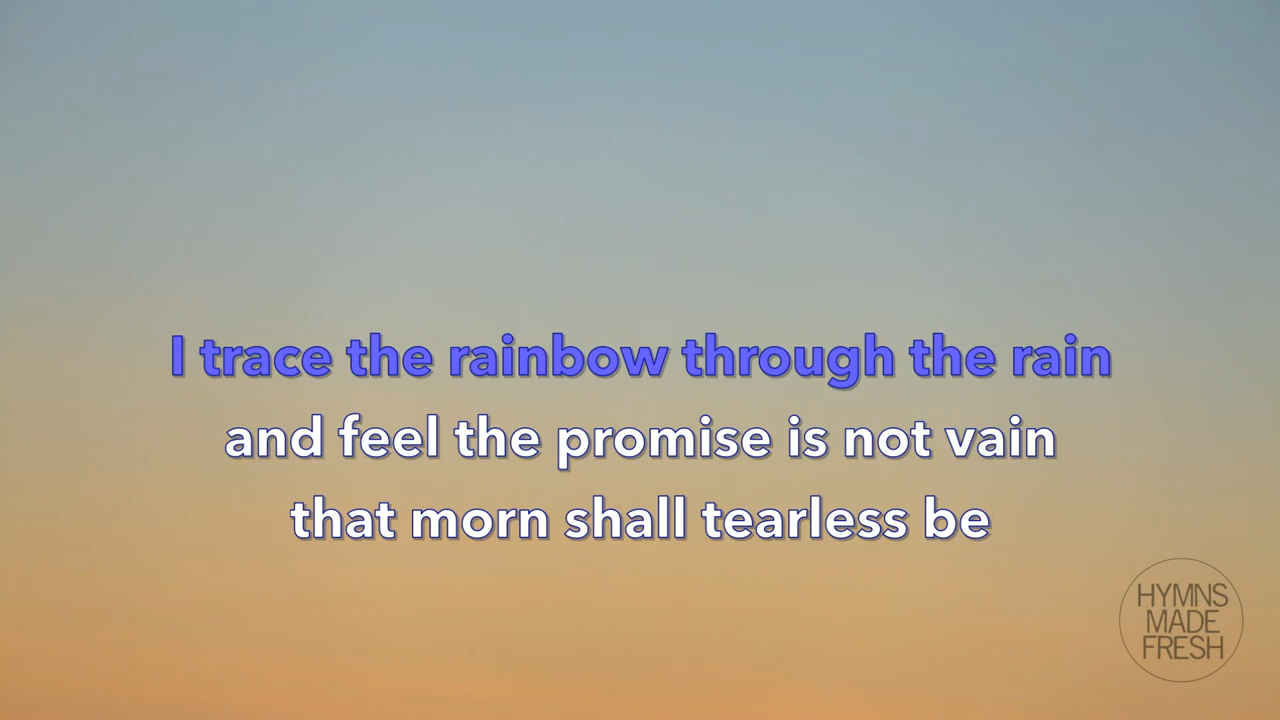 I trace the rainbow through the rain
and feel the promise is not vain
that morn shall tearless be
HYMNS
MADE
FRESH